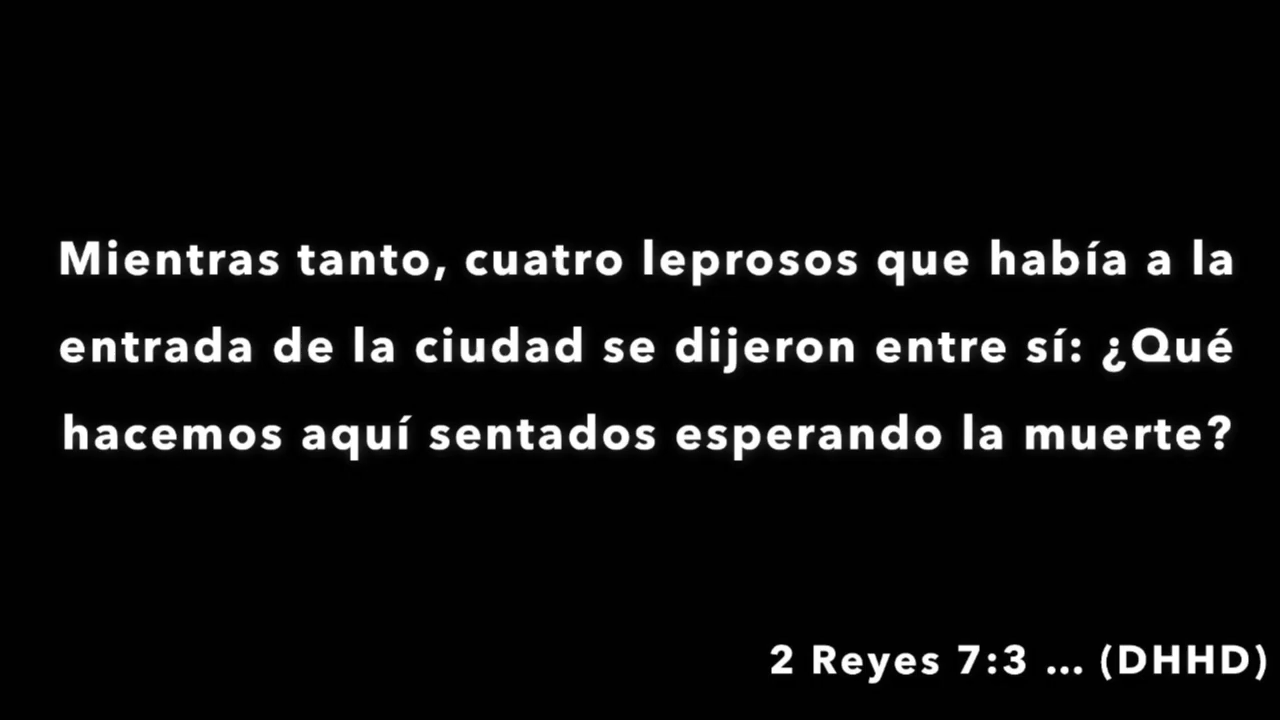 Mientras tanto, cuatro leprosos que había a la
entrada de la ciudad se dijeron entre sí: ¿Qué
hacemos aquí sentados esperando la muerte?
2 Reyes 7:3 ... (DHHD)